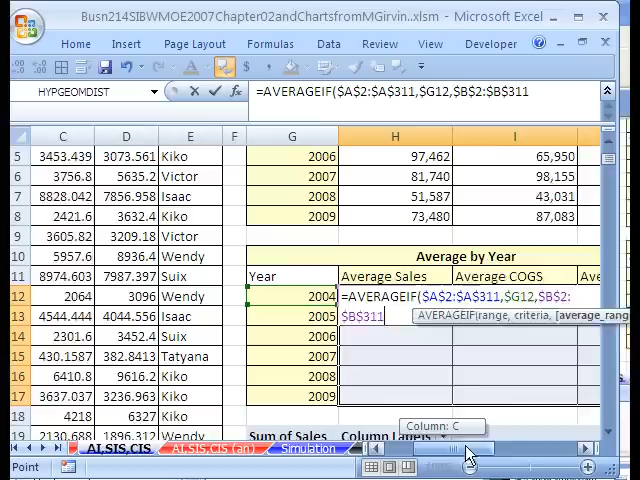 Busn214SIBWMOE2007Chapter02andChartsfromMGirvin..xlsm - Microsoft Excel
Home Insert Page Layout Formulas Data Review View Developer
HYPGEOMDIST =AVERAGEIF($A$2:$A$311,$G12,$B$2:$B$311
C D E F G H I
5 3453.439 3073.561 Kiko 2006 97,462 65,950
6 3756.8 5635.2 Victor 2007 81,740 98,155
7 8828.042 7856.958 Isaac 2008 51,587 43,031
8 2421.6 3632.4 Kiko 2009 73,480 87,083
9 3605.82 3209.18 Victor
10 5957.6 8936.4 Wendy Average by Year
11 8974.603 7987.397 Suix Year Average Sales Average COGS
12 2064 3096 Wendy 2004 =AVERAGEIF($A$2:$A$311,$G12,$B$2:
13 4544.444 4044.556 Isaac 2005 $B$311 AVERAGEIF(range, criteria, [average_rang
14 2301.6 3452.4 Suix 2006
15 430.1587 382.8413 Tatyana 2007
16 6410.8 9616.2 Kiko 2008
17 3637.037 3236.963 Kiko 2009
18 4218 6327 Kiko Column: C
19 2130.688 1896.312 Wendy Sum of Sales Column Labels
AI,SIS,CIS AI,SIS,CIS (an) Simulation
Point 100%